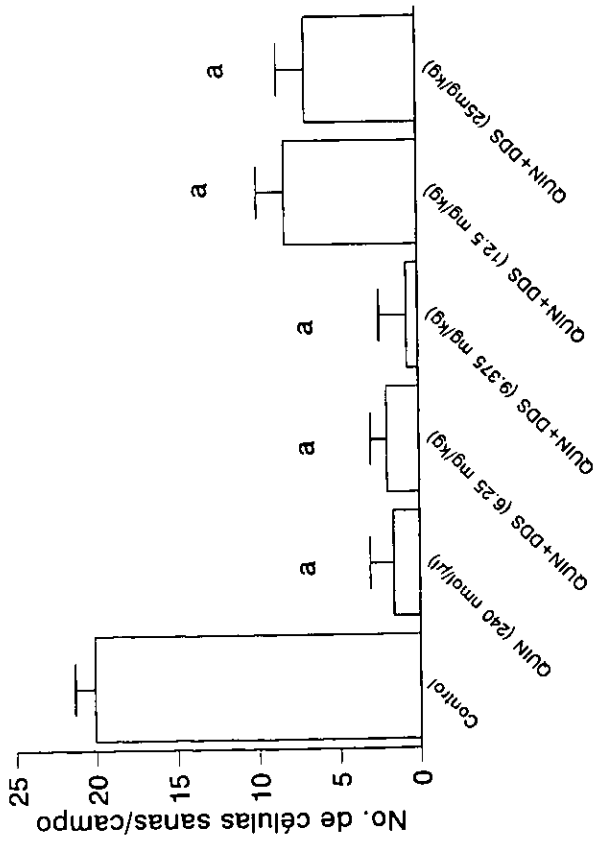 No. de células sanas/campo
25
20
15
10
5
0
a
a
a
a
a
Control
QUIN (240 nmol/µl)
QUIN+DDS (6.25 mg/kg)
QUIN+DDS (9.375 mg/kg)
QUIN+DDS (12.5 mg/kg)
QUIN+DDS (25mg/kg)